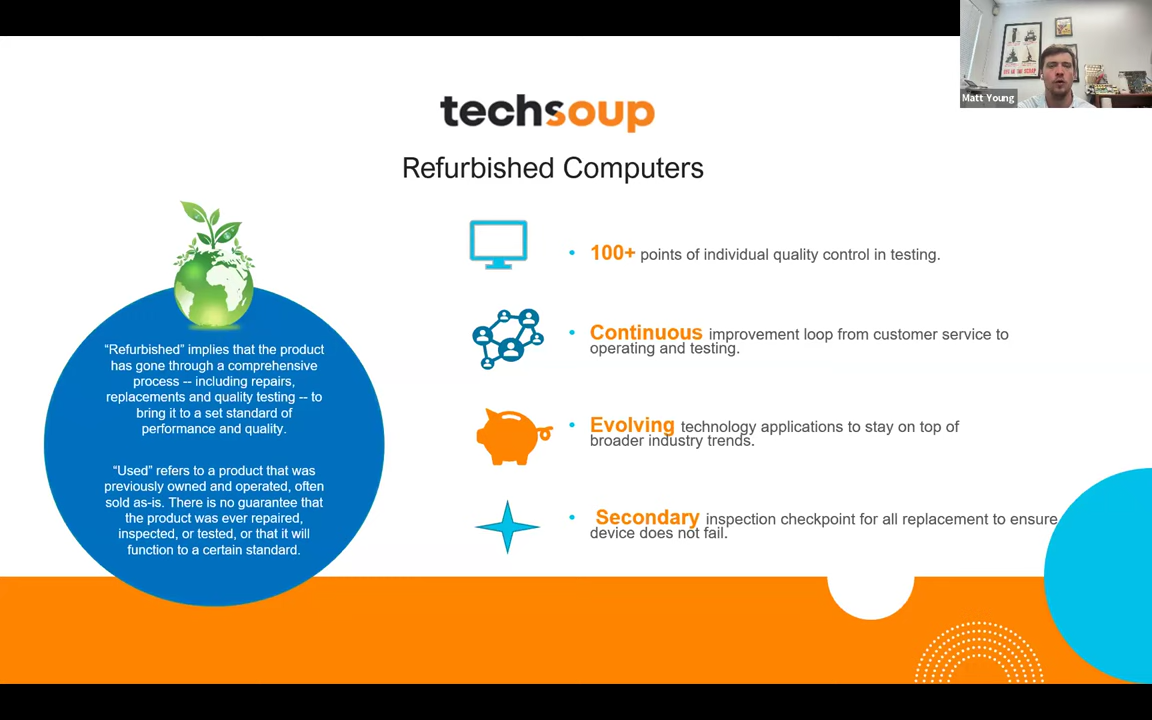 techsoup
Refurbished Computers
Matt Young
“Refurbished” implies that the product
has gone through a comprehensive
process -- including repairs,
replacements and quality testing -- to
bring it to a set standard of
performance and quality.
“Used” refers to a product that was
previously owned and operated, often
sold as-is. There is no guarantee that
the product was ever repaired,
inspected, or tested, or that it will
function to a certain standard.
• 100+ points of individual quality control in testing.
• Continuous improvement loop from customer service to
operating and testing.
• Evolving technology applications to stay on top of
broader industry trends.
• Secondary inspection checkpoint for all replacement to ensure
device does not fail.